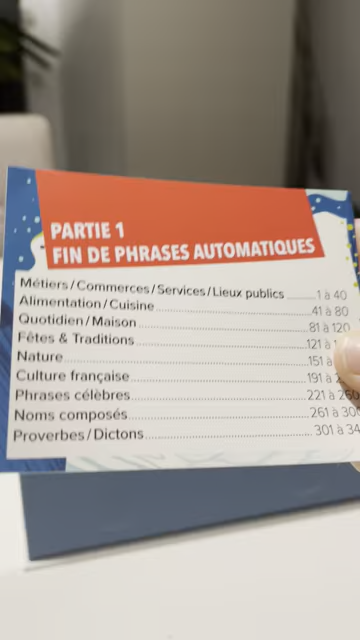 PARTIE 1
FIN DE PHRASES AUTOMATIQUES
Métiers/Commerces/Services/Lieux publics ........1 à 40
Alimentation/Cuisine ........41 à 80
Quotidien/Maison ........81 à 120
Fêtes & Traditions ........121 à
Nature ........151 à
Culture française ........191 à
Phrases célèbres ........221 à 260
Noms composés ........261 à 300
Proverbes/Dictons ........301 à